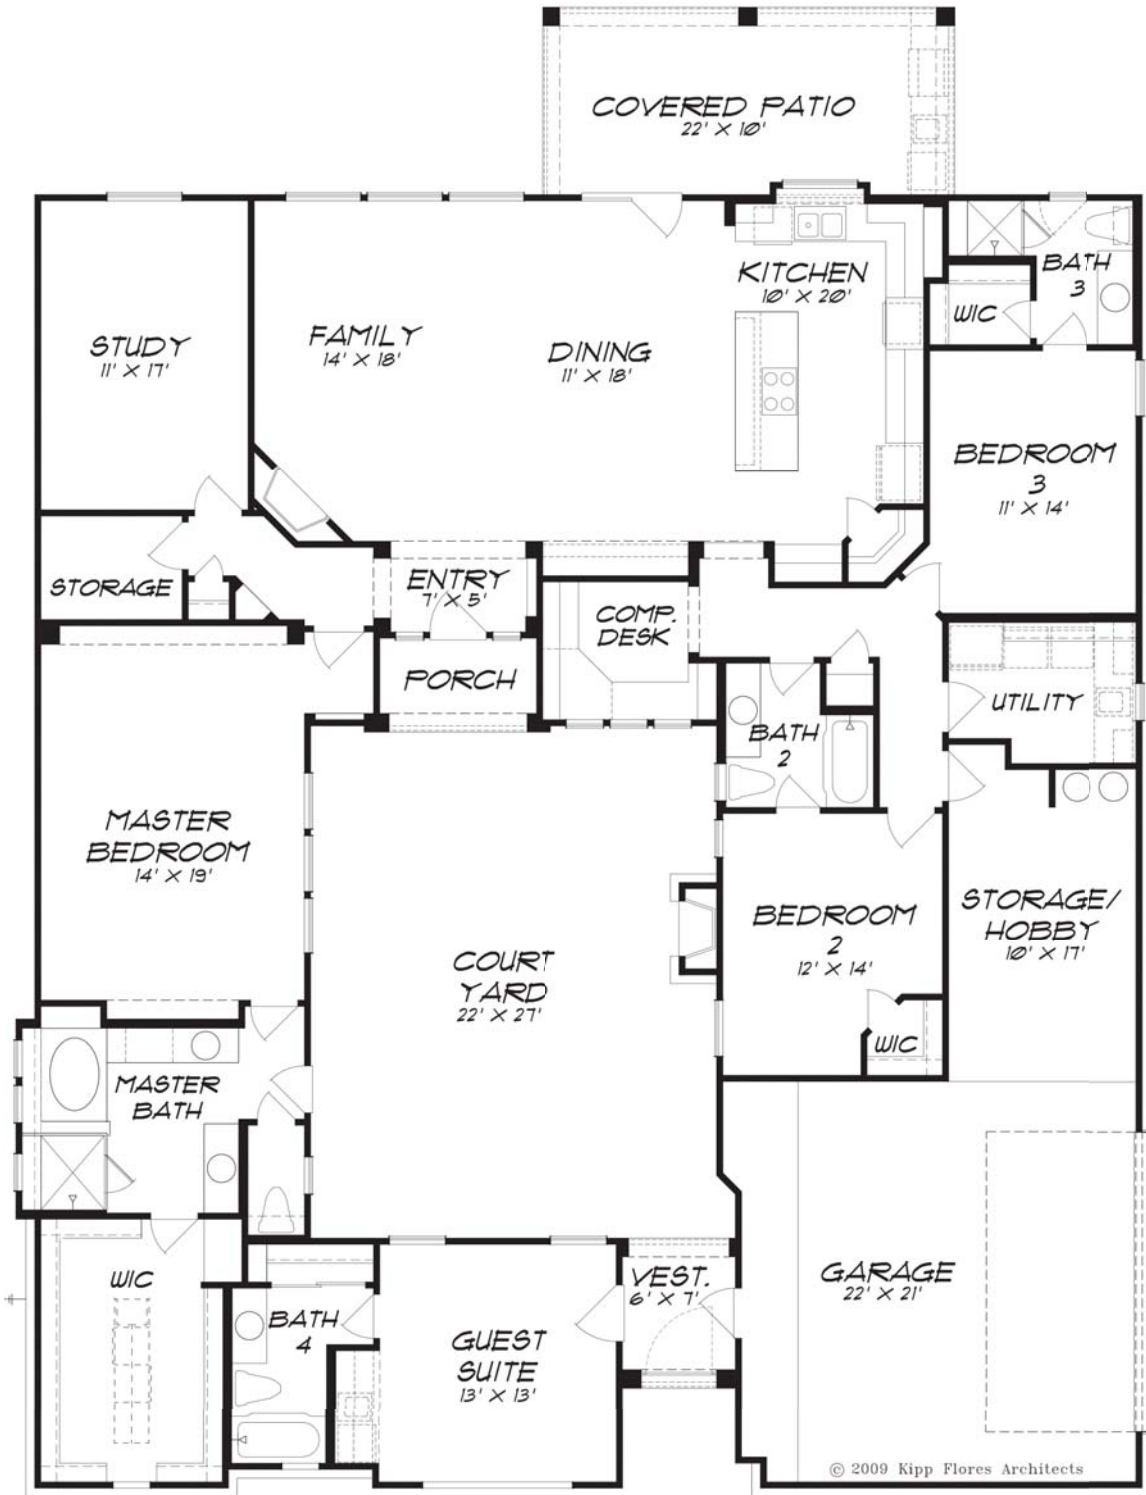 COVERED PATIO
22' X 10'
KITCHEN
10' X 20'
BATH
3
WIC
STUDY
11' X 17'
FAMILY
14' X 18'
DINING
11' X 18'
BEDROOM
3
11' X 14'
STORAGE
ENTRY
7' X 5'
COMP.
DESK
PORCH
UTILITY
BATH
2
MASTER
BEDROOM
14' X 19'
COURT
YARD
22' X 27'
BEDROOM
2
12' X 14'
STORAGE/
HOBBY
10' X 17'
WIC
MASTER
BATH
WIC
BATH
4
GUEST
SUITE
13' X 13'
VEST.
6' X 7'
GARAGE
22' X 21'
© 2009 Kipp Flores Architects